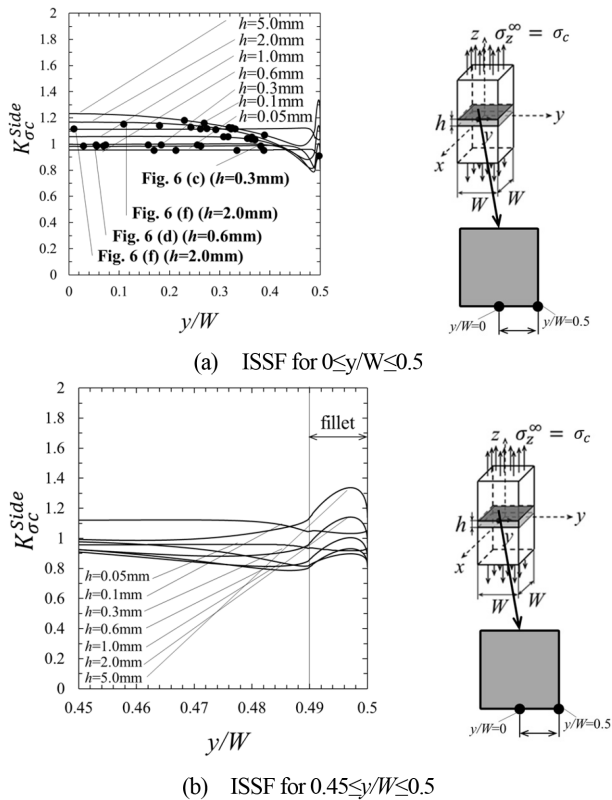 2
1.8
1.6
1.4
1.2
1
0.8
0.6
0.4
0.2
0
K^{Side}_{σc}
h=5.0mm
h=2.0mm
h=1.0mm
h=0.6mm
h=0.3mm
h=0.1mm
h=0.05mm
Fig. 6 (c) (h=0.3mm)
Fig. 6 (f) (h=2.0mm)
Fig. 6 (d) (h=0.6mm)
Fig. 6 (f) (h=2.0mm)
0 0.1 0.2 0.3 0.4 0.5
y/W
z σ_z^∞ = σ_c
h
y
x
W W
y/W=0 y/W=0.5
(a) ISSF for 0≤y/W≤0.5
2
1.8
1.6
1.4
1.2
1
0.8
0.6
0.4
0.2
0
K^{Side}_{σc}
fillet
h=0.05mm
h=0.1mm
h=0.3mm
h=0.6mm
h=1.0mm
h=2.0mm
h=5.0mm
0.45 0.46 0.47 0.48 0.49 0.5
y/W
z σ_z^∞ = σ_c
h
y
x
W W
y/W=0 y/W=0.5
(b) ISSF for 0.45≤y/W≤0.5